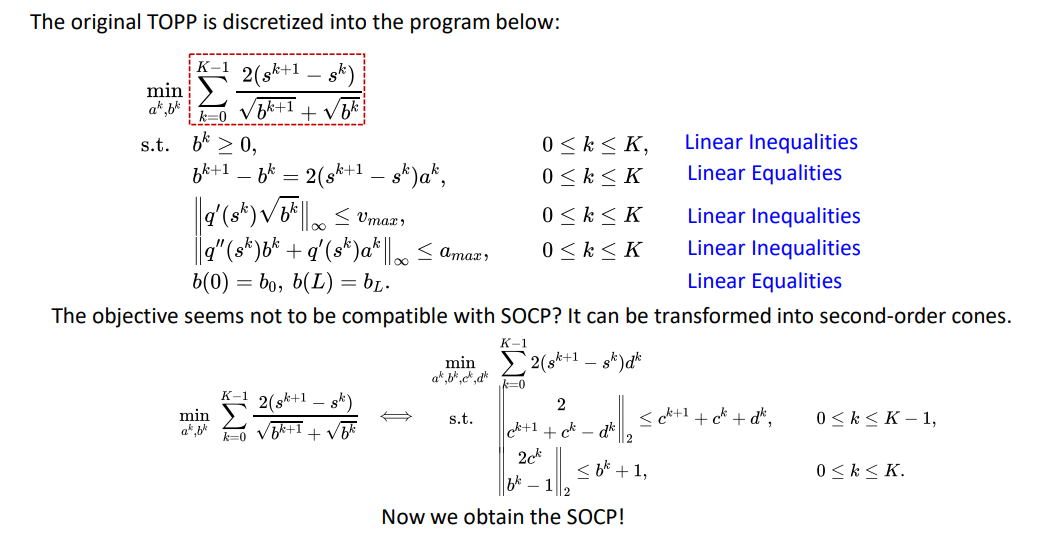 The original TOPP is discretized into the program below:
\min_{a^k,b^k} \sum_{k=0}^{K-1} \frac{2(s^{k+1} - s^k)}{\sqrt{b^{k+1}} + \sqrt{b^k}}
s.t. b^k \geq 0, 0 \leq k \leq K, Linear Inequalities
b^{k+1} - b^k = 2(s^{k+1} - s^k)a^k, 0 \leq k \leq K Linear Equalities
\left\| q'(s^k)\sqrt{b^k} \right\|_\infty \leq v_{max}, 0 \leq k \leq K Linear Inequalities
\left\| q''(s^k)b^k + q'(s^k)a^k \right\|_\infty \leq a_{max}, 0 \leq k \leq K Linear Inequalities
b(0) = b_0, b(L) = b_L. Linear Equalities
The objective seems not to be compatible with SOCP? It can be transformed into second-order cones.
\min_{a^k,b^k} \sum_{k=0}^{K-1} \frac{2(s^{k+1} - s^k)}{\sqrt{b^{k+1}} + \sqrt{b^k}} \Longleftrightarrow
\min_{a^k,b^k,c^k,d^k} \sum_{k=0}^{K-1} 2(s^{k+1} - s^k)d^k
s.t. \left\| \begin{matrix} 2 \\ c^{k+1} + c^k - d^k \end{matrix} \right\|_2 \leq c^{k+1} + c^k + d^k, 0 \leq k \leq K - 1,
\left\| \begin{matrix} 2c^k \\ b^k - 1 \end{matrix} \right\|_2 \leq b^k + 1, 0 \leq k \leq K.
Now we obtain the SOCP!